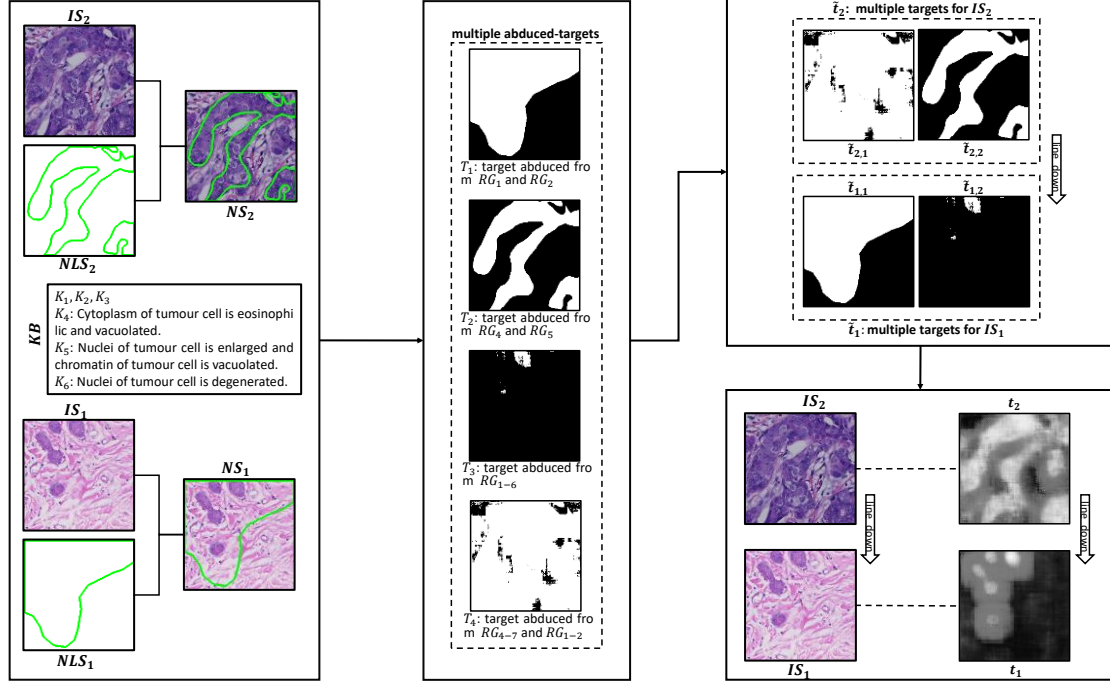 IS₂
NS₂
NLS₂
KB
K₁, K₂, K₃
K₄: Cytoplasm of tumour cell is eosinophi
lic and vacuolated.
K₅: Nuclei of tumour cell is enlarged and
chromatin of tumour cell is vacuolated.
K₆: Nuclei of tumour cell is degenerated.
IS₁
NS₁
NLS₁
multiple abduced-targets
T₁: target abduced fro
m RG₁ and RG₂
T₂: target abduced fro
m RG₄ and RG₅
T₃: target abduced fro
m RG₁₋₆
T₄: target abduced fro
m RG₄₋₇ and RG₁₋₂
t̃₂: multiple targets for IS₂
t̃₂,₁ t̃₂,₂
line down
t̃₁,₁ t̃₁,₂
t̃₁: multiple targets for IS₁
IS₂ t₂
line down line down
IS₁ t₁